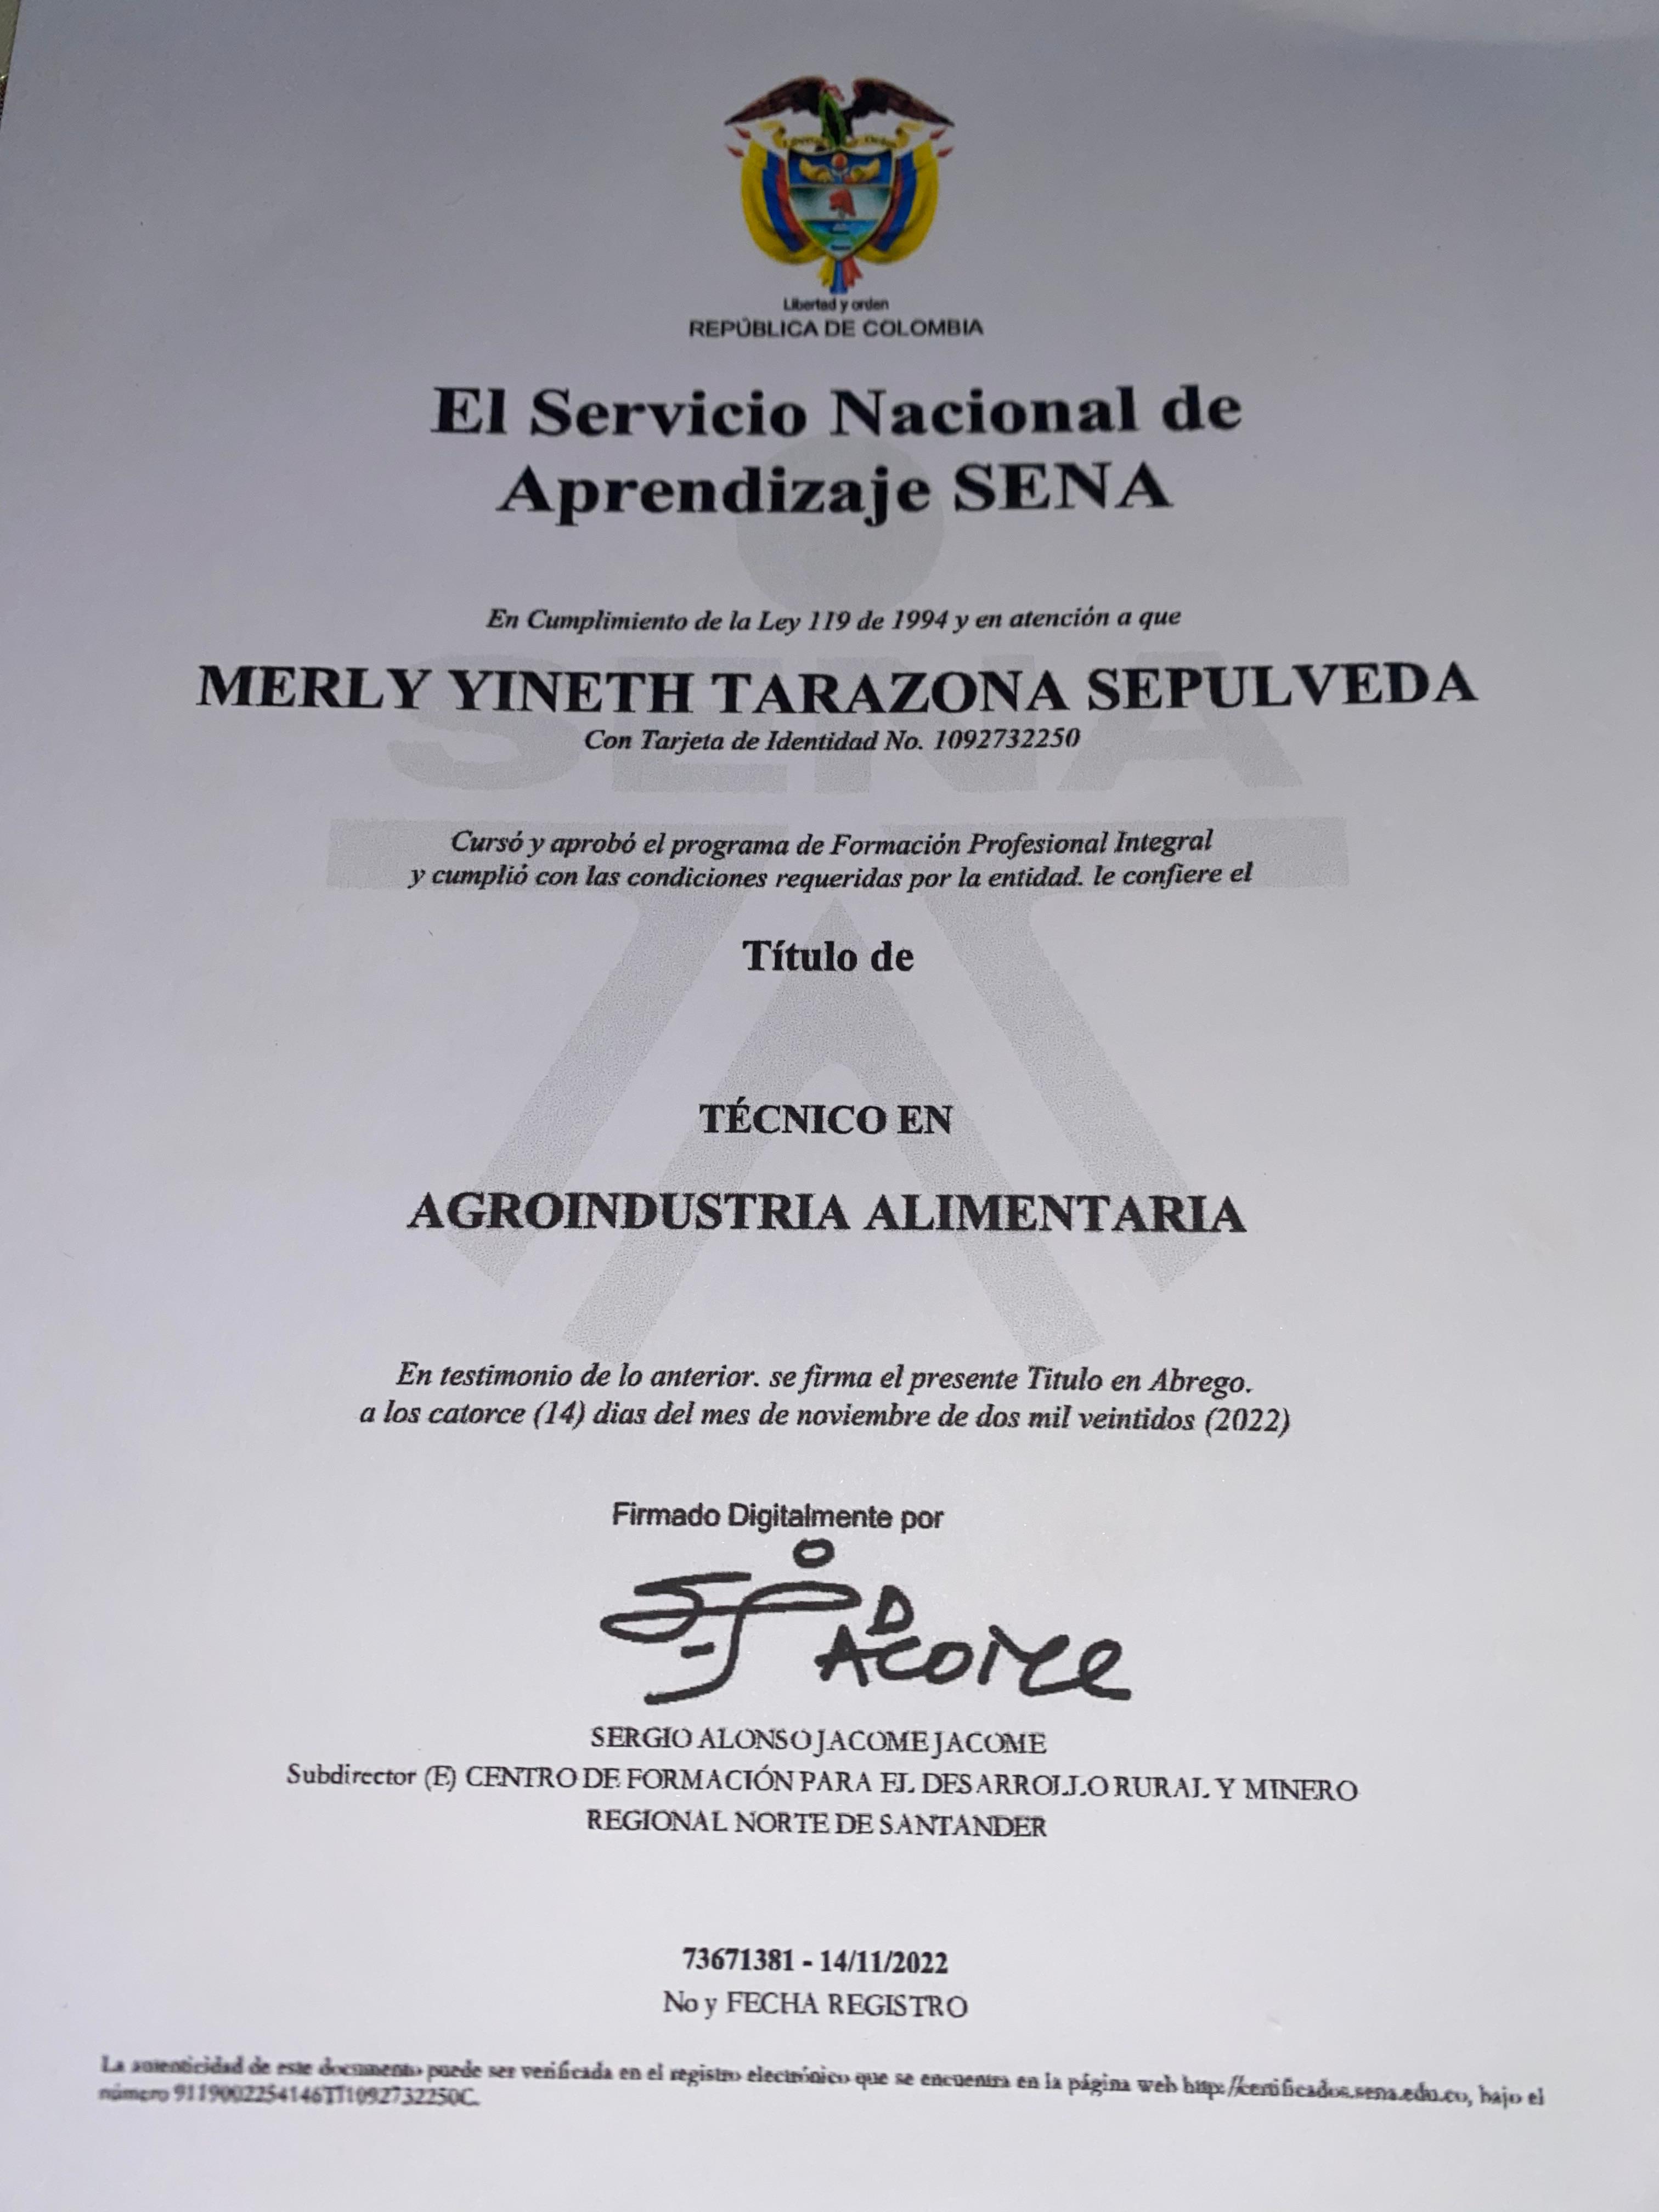 Libertad y orden
REPÚBLICA DE COLOMBIA
El Servicio Nacional de
Aprendizaje SENA
En Cumplimiento de la Ley 119 de 1994 y en atención a que
MERLY YINETH TARAZONA SEPULVEDA
Con Tarjeta de Identidad No. 1092732250
SENA
Cursó y aprobó el programa de Formación Profesional Integral
y cumplió con las condiciones requeridas por la entidad. le confiere el
Título de
TÉCNICO EN
AGROINDUSTRIA ALIMENTARIA
En testimonio de lo anterior. se firma el presente Titulo en Abrego.
a los catorce (14) dias del mes de noviembre de dos mil veintidos (2022)
Firmado Digitalmente por
SERGIO ALONSO JACOME JACOME
Subdirector (E) CENTRO DE FORMACIÓN PARA EL DESARROLLO RURAL Y MINERO
REGIONAL NORTE DE SANTANDER
73671381 - 14/11/2022
No y FECHA REGISTRO
La autenticidad de este documento puede ser verificada en el registro electrónico que se encuentra en la página web http://certificados.sena.edu.co, bajo el
número 9119002254146TI1092732250C.